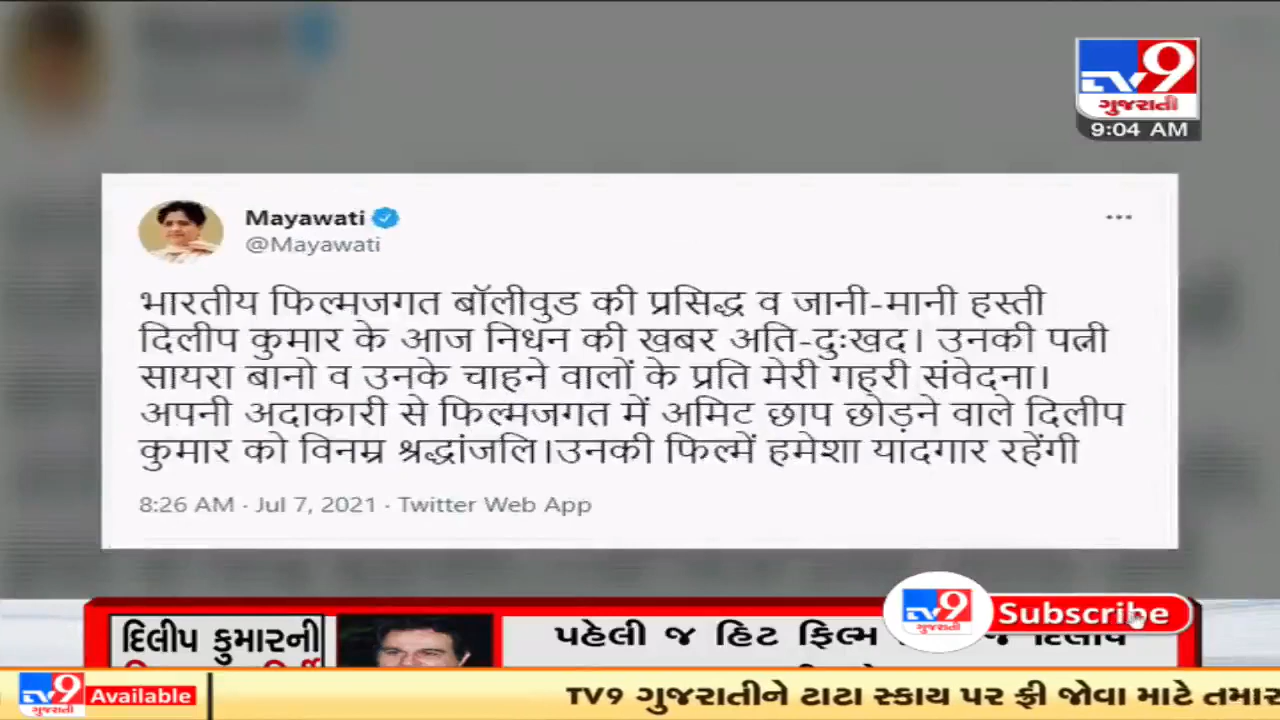 TV9
ગુજરાતી
9:04 AM
Mayawati
@Mayawati
भारतीय फिल्मजगत बॉलीवुड की प्रसिद्ध व जानी-मानी हस्ती
दिलीप कुमार के आज निधन की खबर अति-दुःखद। उनकी पत्नी
सायरा बानो व उनके चाहने वालों के प्रति मेरी गहरी संवेदना।
अपनी अदाकारी से फिल्मजगत में अमिट छाप छोड़ने वाले दिलीप
कुमार को विनम्र श्रद्धांजलि।उनकी फिल्में हमेशा यांदगार रहेंगी
8:26 AM · Jul 7, 2021 · Twitter Web App
દિલીપ કુમારની
પહેલી જ હિટ ફિલ્મ
TV9
ગુજરાતી
Subscribe
TV9
ગુજરાતી
Available
TV9 ગુજરાતીને ટાટા સ્કાય પર ફ્રી જોવા માટે તમાર